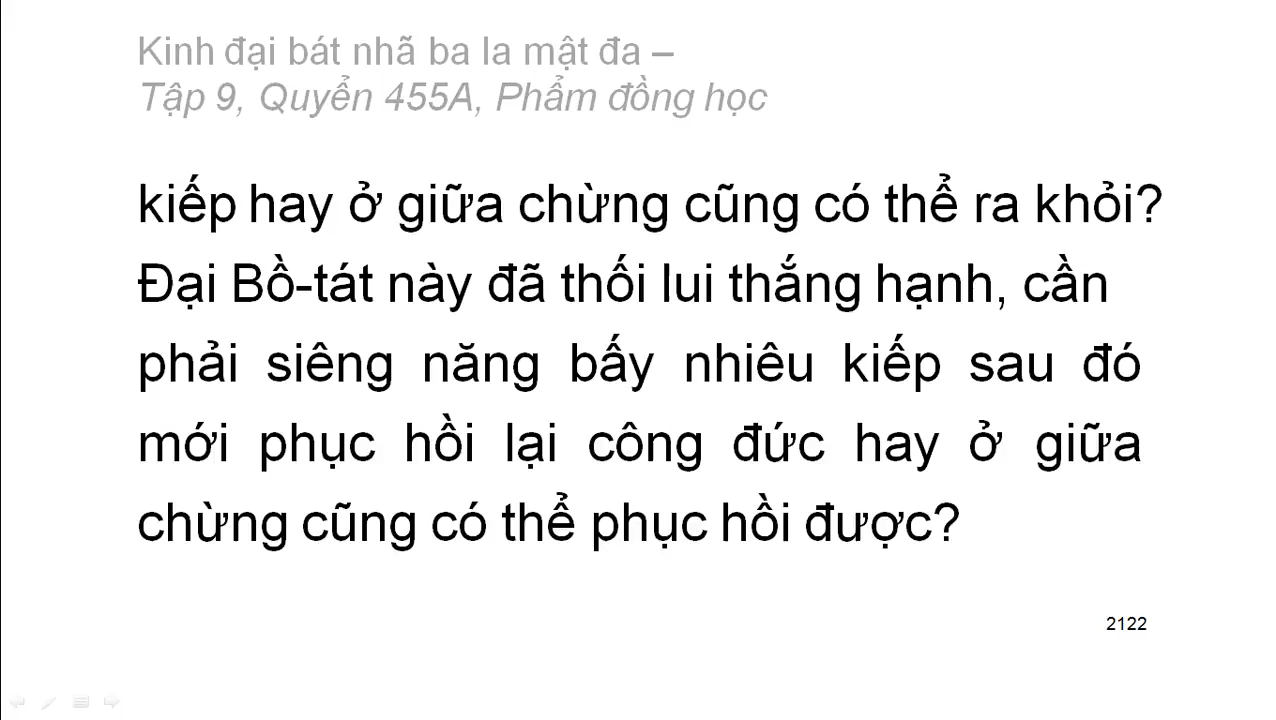 Kinh đại bát nhã ba la mật đa –
Tập 9, Quyển 455A, Phẩm đồng học
kiếp hay ở giữa chừng cũng có thể ra khỏi?
Đại Bồ-tát này đã thối lui thắng hạnh, cần
phải siêng năng bấy nhiêu kiếp sau đó
mới phục hồi lại công đức hay ở giữa
chừng cũng có thể phục hồi được?
2122